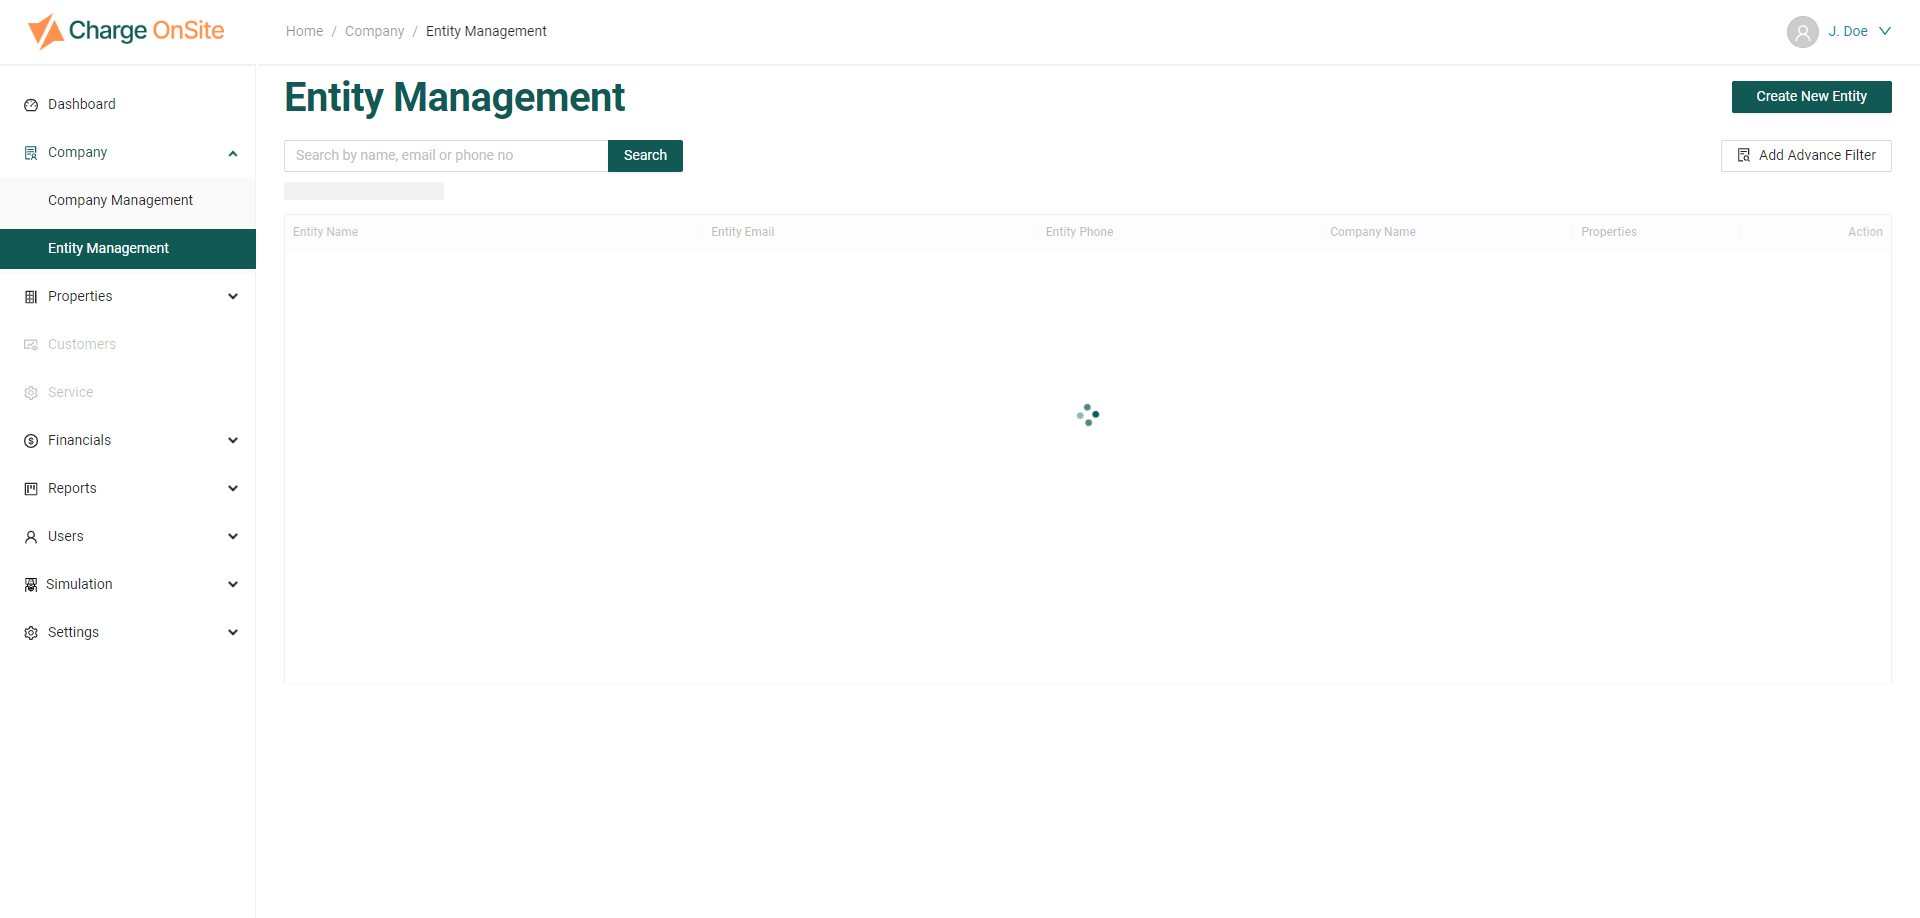 Charge OnSite
Home / Company / Entity Management
J. Doe
Dashboard
Company
Company Management
Entity Management
Properties
Customers
Service
Financials
Reports
Users
Simulation
Settings
Entity Management
Create New Entity
Search by name, email or phone no
Search
Add Advance Filter
Entity Name Entity Email Entity Phone Company Name Properties Action